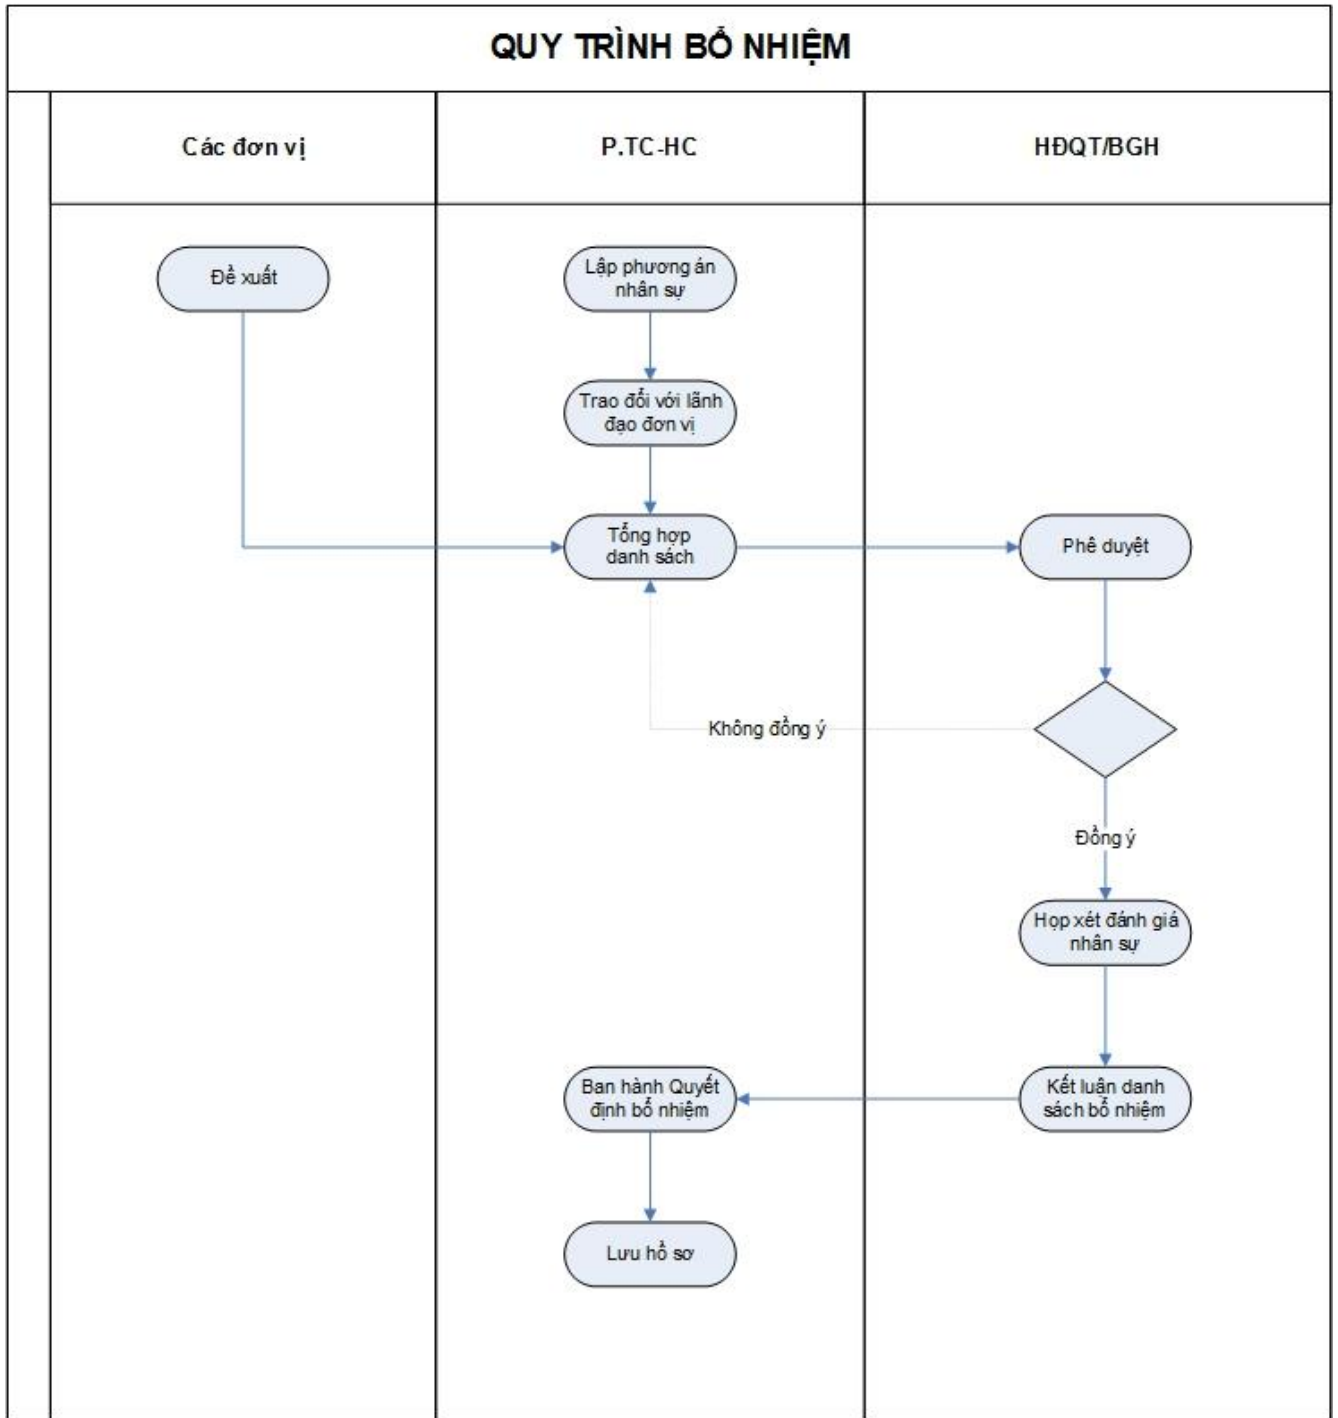 QUY TRÌNH BỔ NHIỆM
Các đơn vị
P.TC-HC
HĐQT/BGH
Đề xuất
Lập phương án
nhân sự
Trao đổi với lãnh
đạo đơn vị
Tổng hợp
danh sách
Phê duyệt
Không đồng ý
Đồng ý
Họp xét đánh giá
nhân sự
Ban hành Quyết
định bổ nhiệm
Kết luận danh
sách bổ nhiệm
Lưu hồ sơ